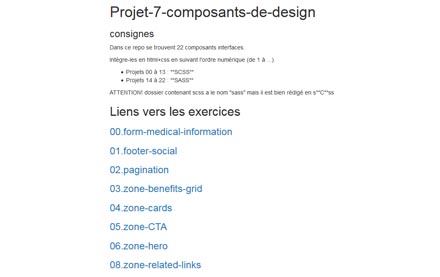 Projet-7-composants-de-design
consignes
Dans ce repo se trouvent 22 composants interfaces.
Intègre-les en html+css en suivant l'ordre numérique (de 1 à ...)
• Projets 00 à 13 : **SCSS**
• Projets 14 à 22 : **SASS**
ATTENTION! dossier contenant scss a le nom "sass" mais il est bien rédigé en s**C**ss
Liens vers les exercices
00.form-medical-information
01.footer-social
02.pagination
03.zone-benefits-grid
04.zone-cards
05.zone-CTA
06.zone-hero
08.zone-related-links